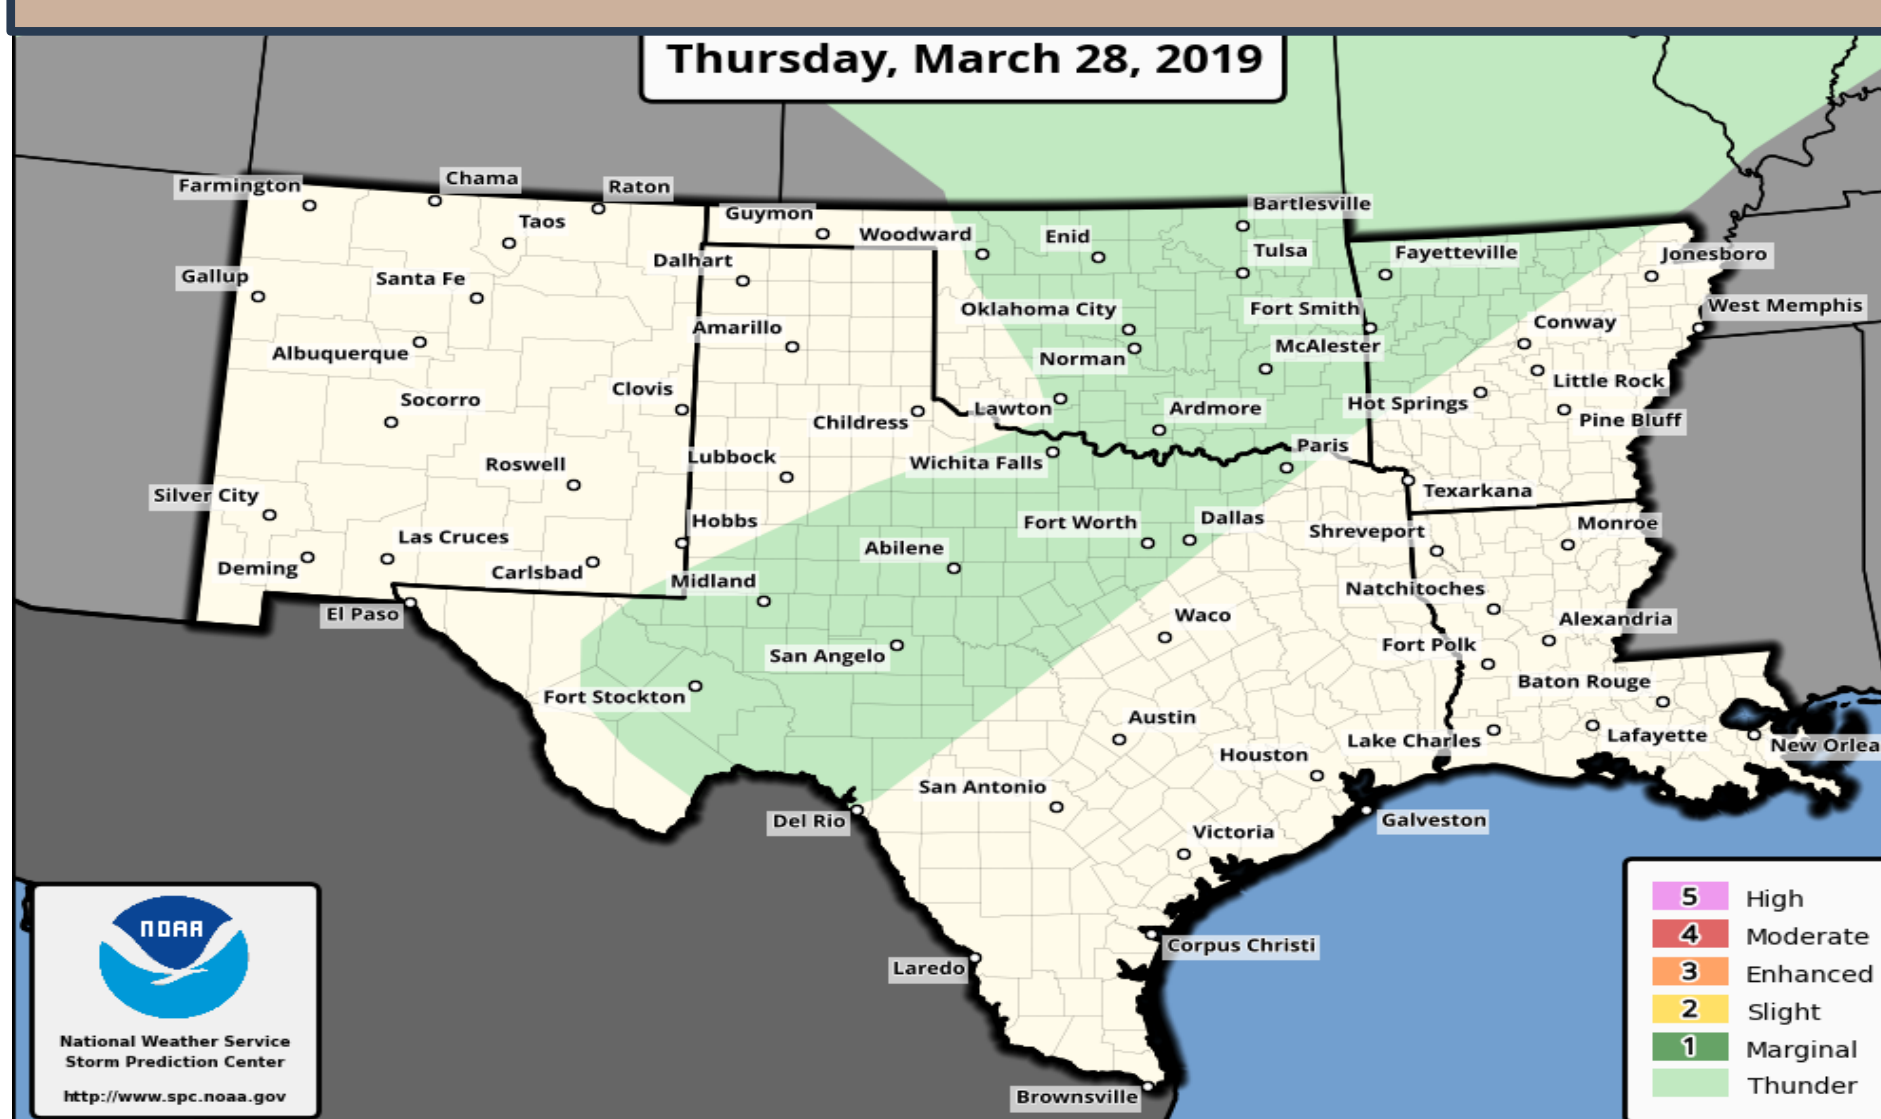 Thursday, March 28, 2019
Farmington
Chama
Raton
Taos
Guymon
Woodward
Enid
Bartlesville
Tulsa
Fayetteville
Jonesboro
Gallup
Santa Fe
Dalhart
Oklahoma City
Fort Smith
West Memphis
Albuquerque
Amarillo
Norman
McAlester
Conway
Little Rock
Socorro
Clovis
Childress
Lawton
Ardmore
Hot Springs
Pine Bluff
Roswell
Lubbock
Wichita Falls
Paris
Texarkana
Silver City
Hobbs
Fort Worth
Dallas
Shreveport
Monroe
Las Cruces
Abilene
Deming
Carlsbad
Midland
Natchitoches
El Paso
Waco
Alexandria
San Angelo
Fort Polk
Fort Stockton
Baton Rouge
Austin
Lake Charles
Lafayette
New Orlea
Houston
San Antonio
Del Rio
Victoria
Galveston
Corpus Christi
Laredo
Brownsville
NOAA
National Weather Service
Storm Prediction Center
http://www.spc.noaa.gov
5 High
4 Moderate
3 Enhanced
2 Slight
1 Marginal
Thunder